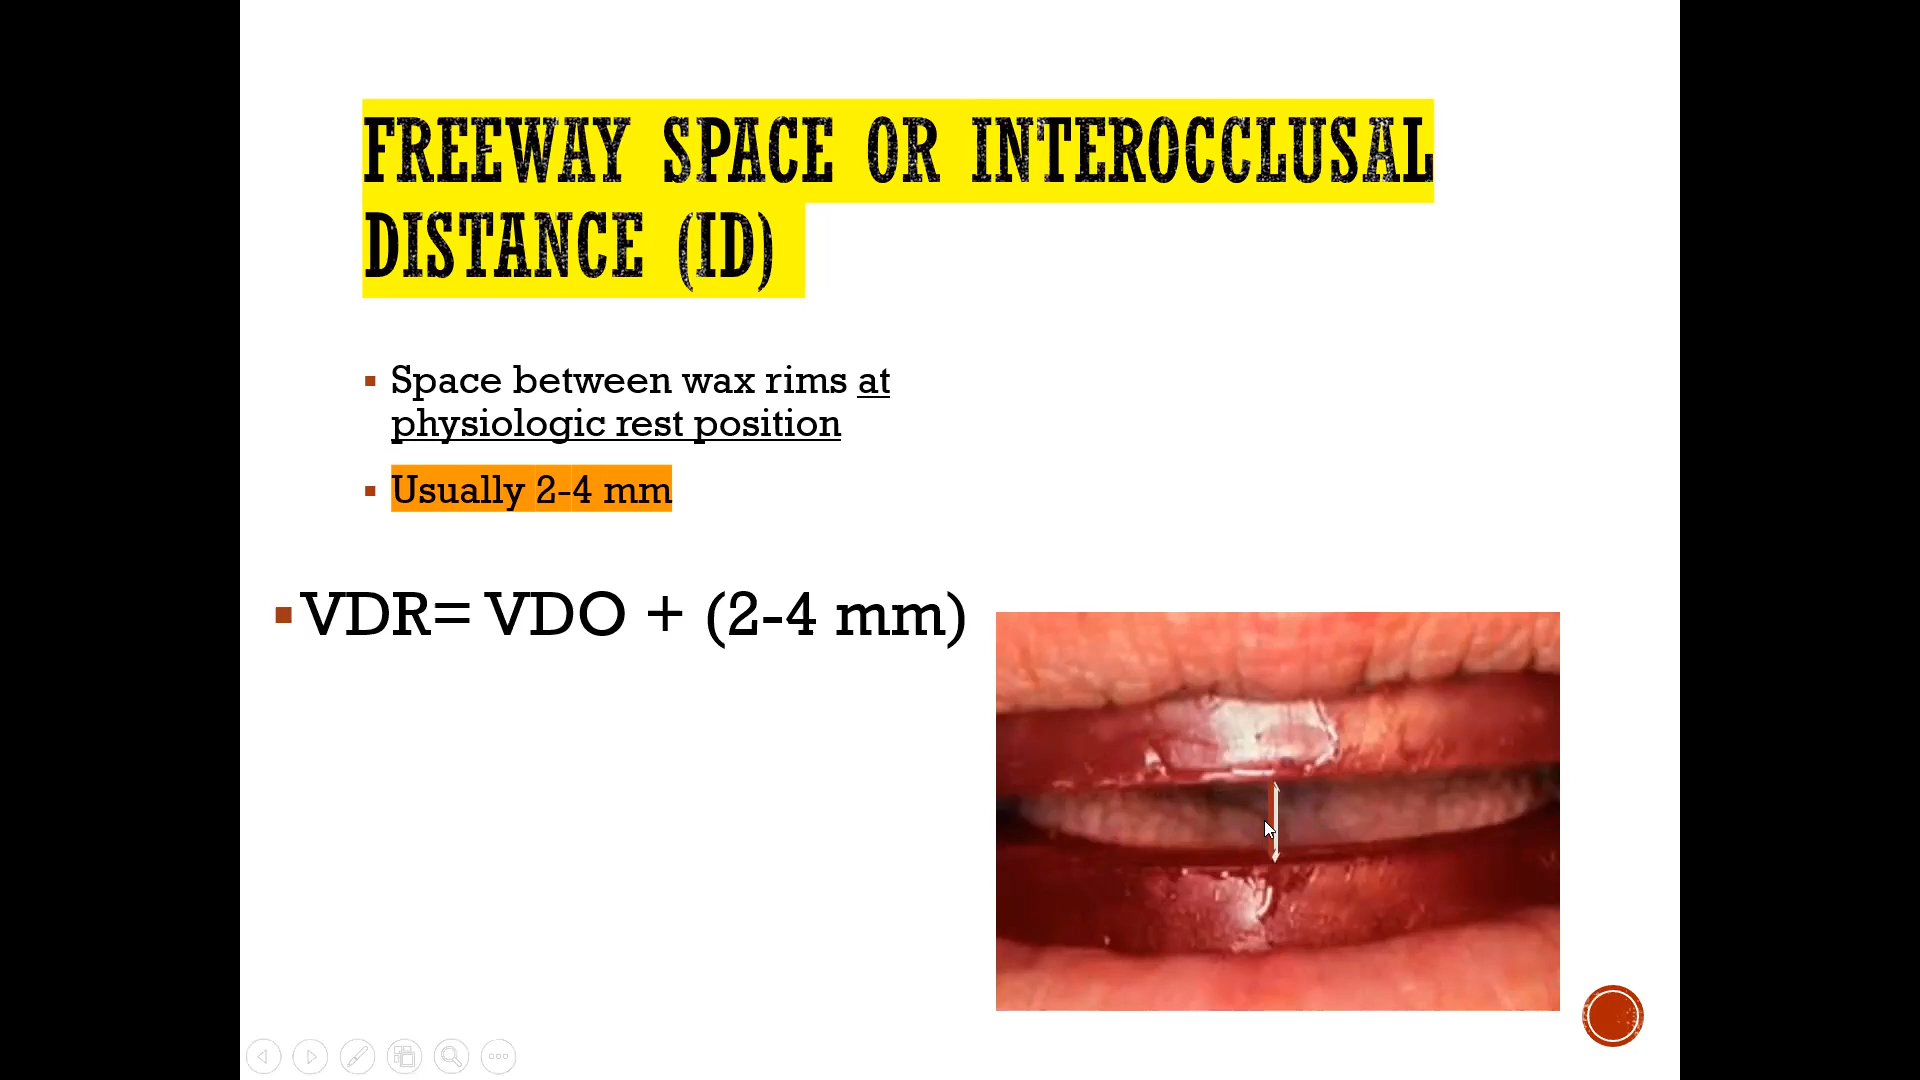 FREEWAY SPACE OR INTEROCCLUSAL
DISTANCE (ID)
▪ Space between wax rims at
physiologic rest position
▪ Usually 2-4 mm
▪ VDR= VDO + (2-4 mm)